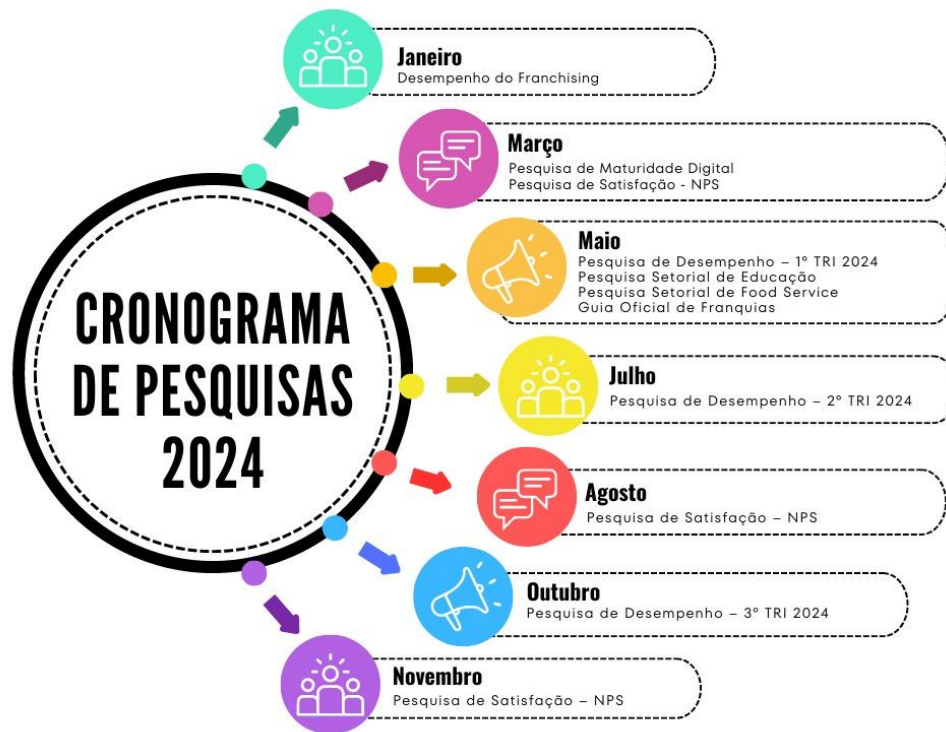 CRONOGRAMA
DE PESQUISAS
2024
Janeiro
Desempenho do Franchising
Março
Pesquisa de Maturidade Digital
Pesquisa de Satisfação - NPS
Maio
Pesquisa de Desempenho – 1º TRI 2024
Pesquisa Setorial de Educação
Pesquisa Setorial de Food Service
Guia Oficial de Franquias
Julho
Pesquisa de Desempenho – 2º TRI 2024
Agosto
Pesquisa de Satisfação – NPS
Outubro
Pesquisa de Desempenho – 3º TRI 2024
Novembro
Pesquisa de Satisfação – NPS